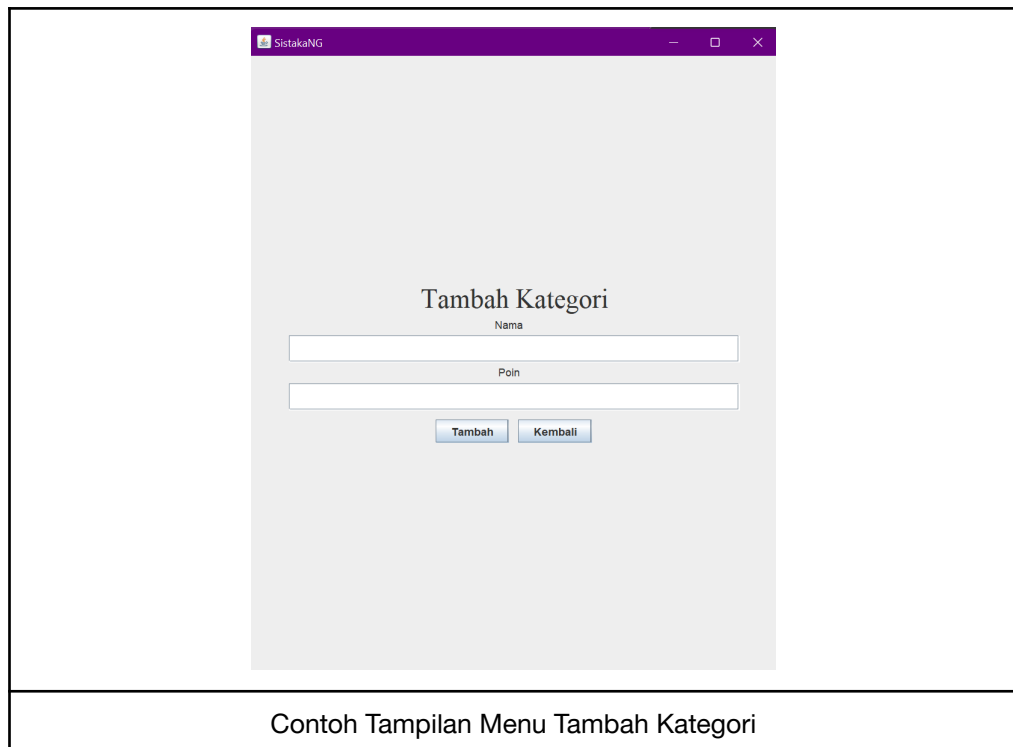 SistakaNG
Tambah Kategori
Nama
Poin
Tambah Kembali
Contoh Tampilan Menu Tambah Kategori